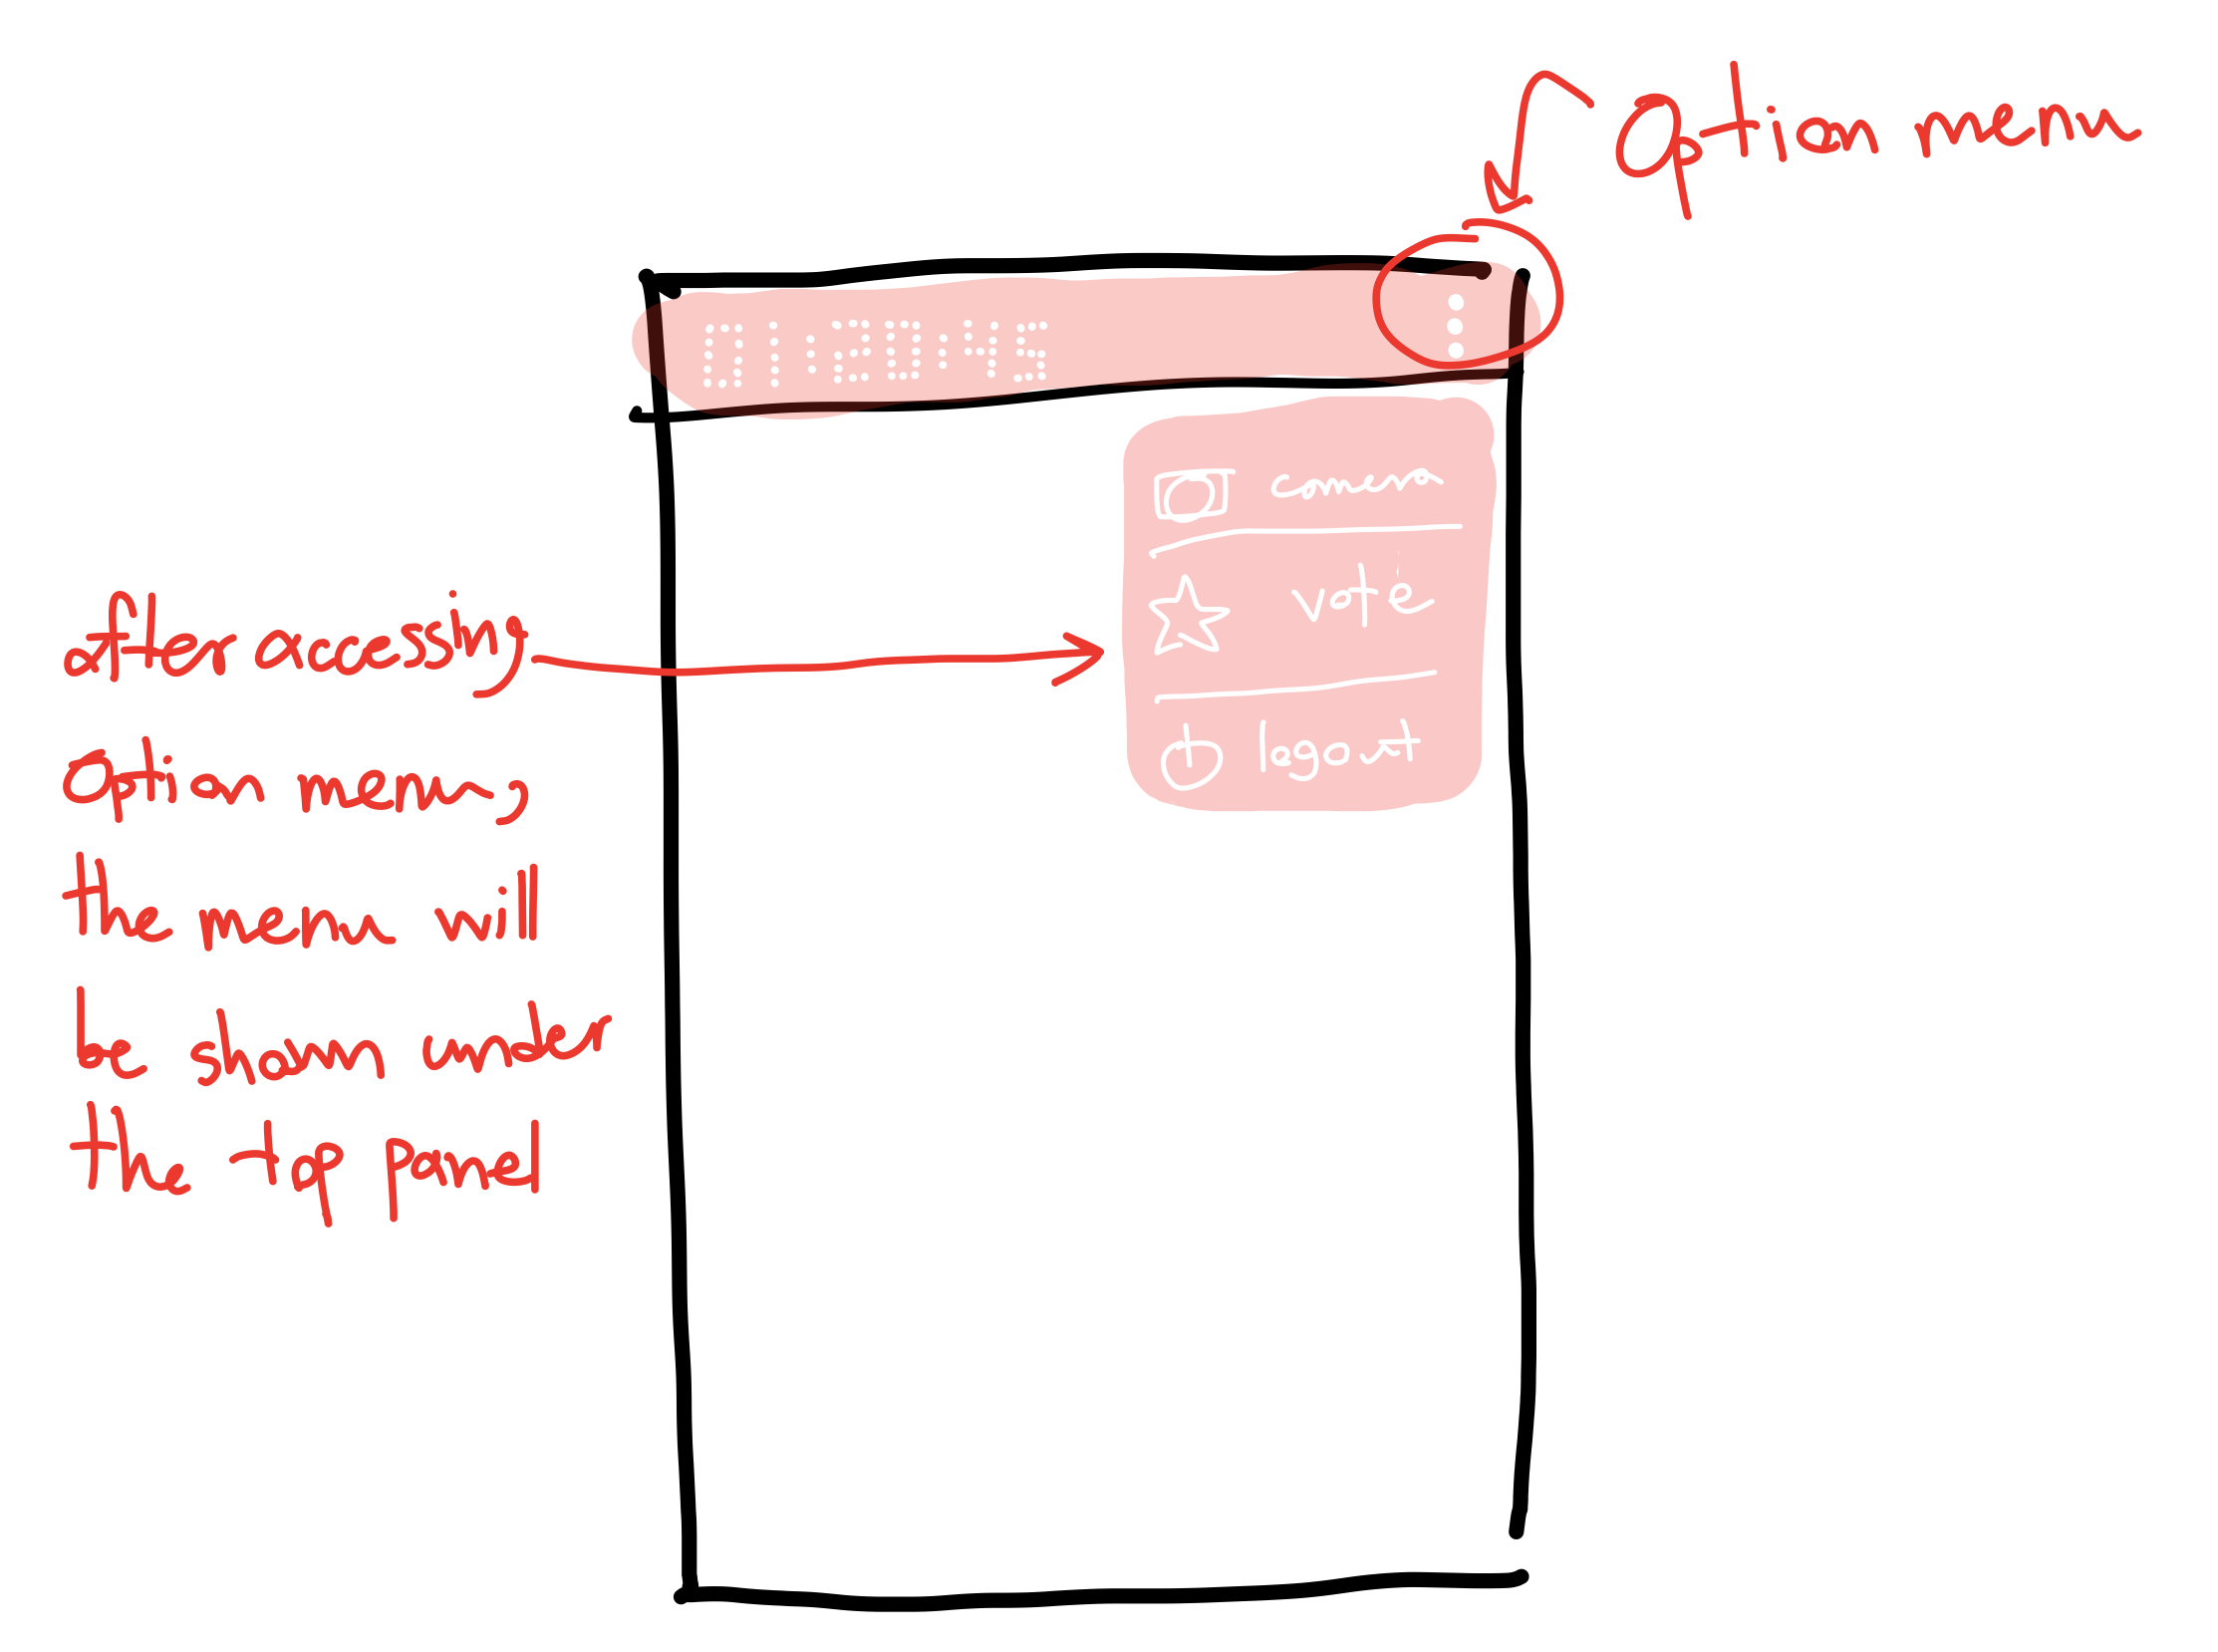 option menu
01:20:45
camera
vote
logout
after accessing
option menu,
the menu will
be shown under
the top panel